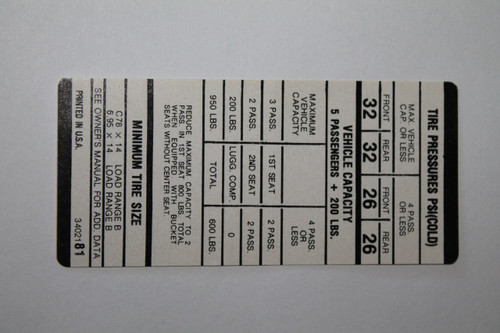 TIRE PRESSURES PSI(COLD)
MAX. VEHICLE CAP. OR LESS
4 PASS. OR LESS
FRONT REAR FRONT REAR
32 32 26 26
VEHICLE CAPACITY
5 PASSENGERS + 200 LBS.
MAXIMUM VEHICLE CAPACITY
4 PASS. OR LESS
3 PASS. 1ST SEAT 2 PASS.
2 PASS. 2ND SEAT 2 PASS.
200 LBS. LUGG. COMP. 0
950 LBS. TOTAL 600 LBS.
REDUCE MAXIMUM CAPACITY TO 2
PASS. IN 1ST SEAT 800 LBS. TOTAL
WHEN EQUIPPED WITH BUCKET
SEATS WITHOUT CENTER SEAT.
MINIMUM TIRE SIZE
C78 X 14 LOAD RANGE B
6.95 X 14 LOAD RANGE B
SEE OWNER'S MANUAL FOR ADD. DATA
PRINTED IN U.S.A. 3402181